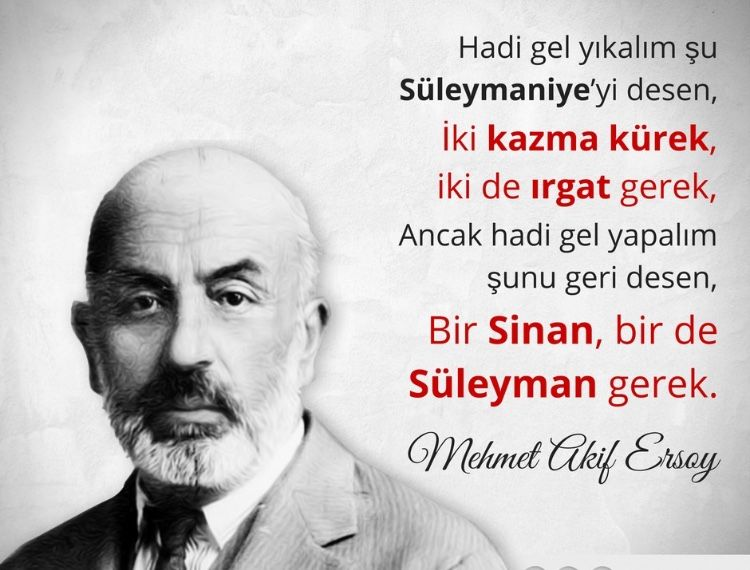 Hadi gel yıkalım şu
Süleymaniye’yi desen,
İki kazma kürek,
iki de ırgat gerek,
Ancak hadi gel yapalım
şunu geri desen,
Bir Sinan, bir de
Süleyman gerek.
Mehmet Akif Ersoy